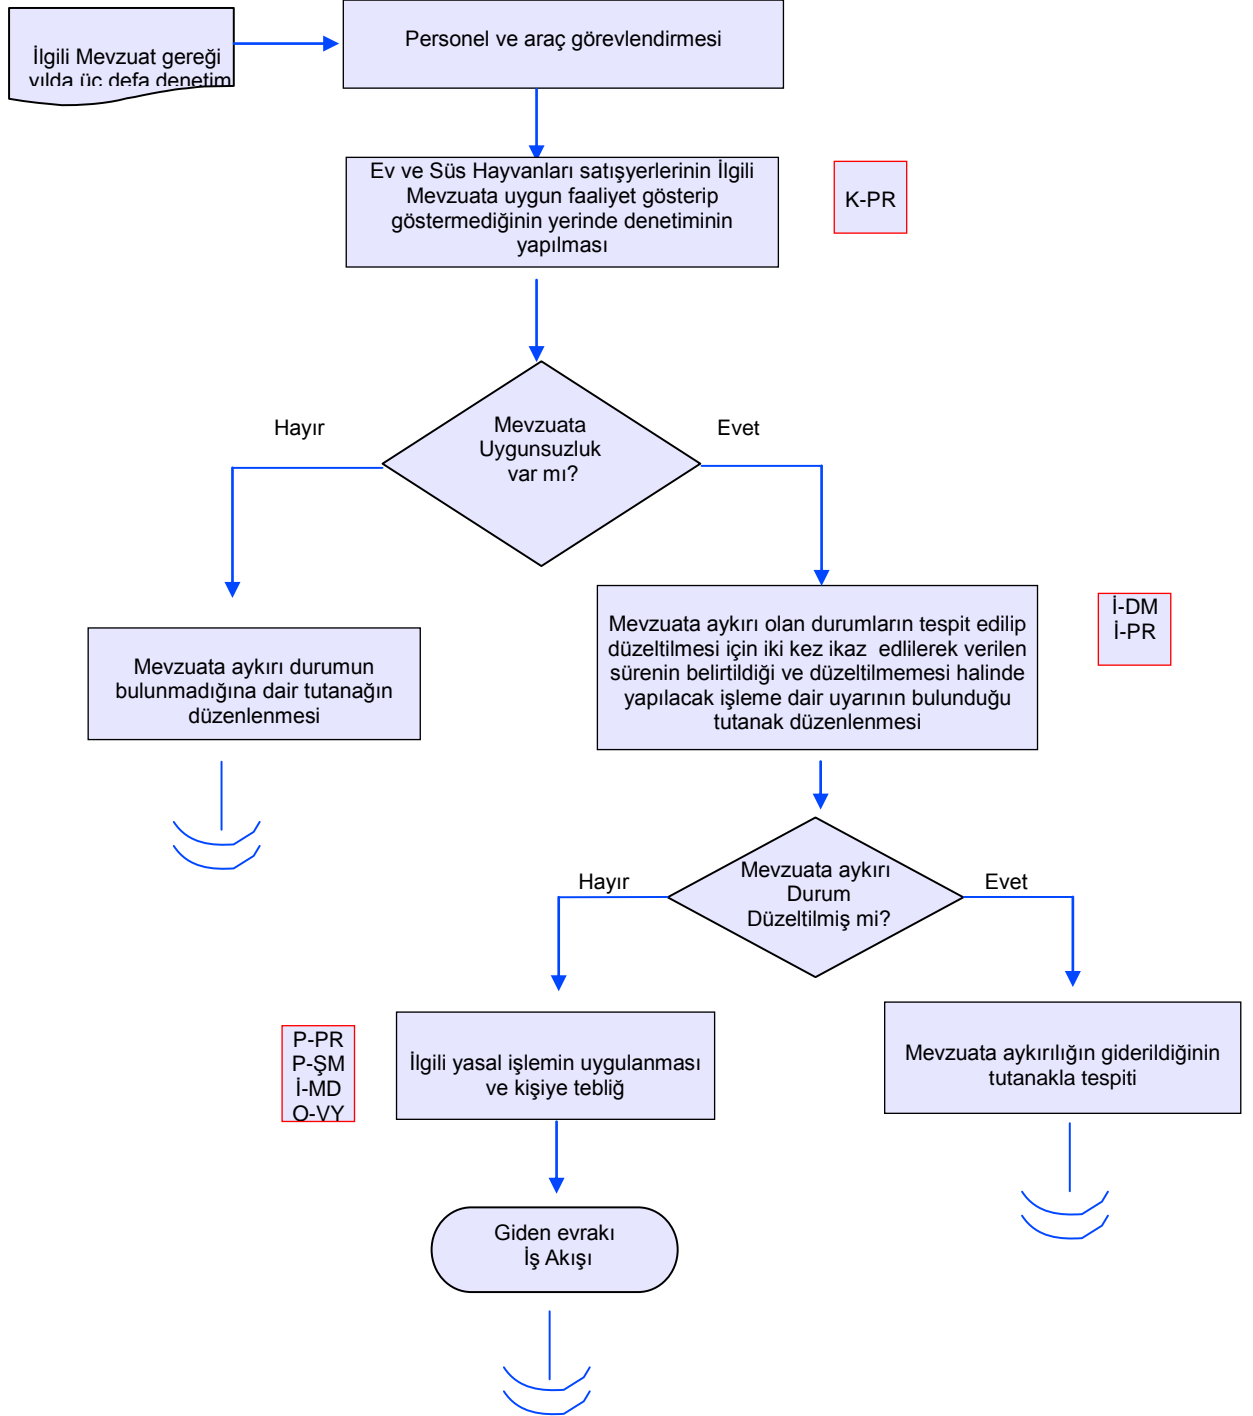 İlgili Mevzuat gereği
yılda üç defa denetim
Personel ve araç görevlendirmesi
Ev ve Süs Hayvanları satışyerlerinin İlgili
Mevzuata uygun faaliyet gösterip
göstermediğinin yerinde denetiminin
yapılması
K-PR
Mevzuata
Uygunsuzluk
var mı?
Hayır
Evet
Mevzuata aykırı durumun
bulunmadığına dair tutanağın
düzenlenmesi
Mevzuata aykırı olan durumların tespit edilip
düzeltilmesi için iki kez ikaz  edlilerek verilen
sürenin belirtildiği ve düzeltilmemesi halinde
yapılacak işleme dair uyarının bulunduğu
tutanak düzenlenmesi
İ-DM
İ-PR
Mevzuata aykırı
Durum
Düzeltilmiş mi?
Hayır
Evet
P-PR
P-ŞM
İ-MD
O-VY
İlgili yasal işlemin uygulanması
ve kişiye tebliğ
Mevzuata aykırılığın giderildiğinin
tutanakla tespiti
Giden evrakı
İş Akışı